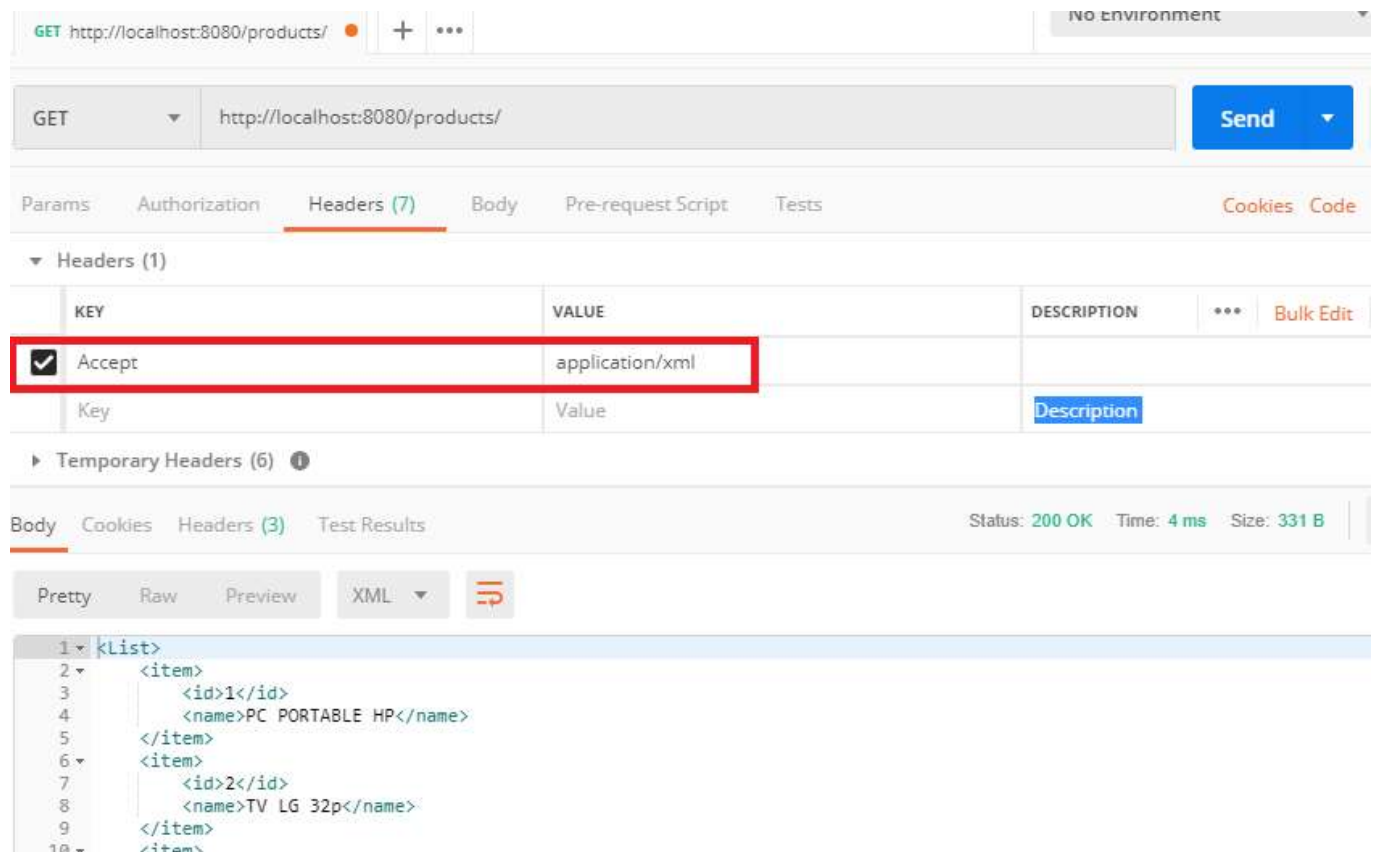 No Environment
GET http://localhost:8080/products/
GET http://localhost:8080/products/ Send
Params Authorization Headers (7) Body Pre-request Script Tests Cookies Code
Headers (1)
KEY VALUE DESCRIPTION Bulk Edit
Accept application/xml
Key Value Description
Temporary Headers (6)
Body Cookies Headers (3) Test Results Status: 200 OK Time: 4 ms Size: 331 B
Pretty Raw Preview XML
1 <List>
2 <item>
3 <id>1</id>
4 <name>PC PORTABLE HP</name>
5 </item>
6 <item>
7 <id>2</id>
8 <name>TV LG 32p</name>
9 </item>
10 <item>